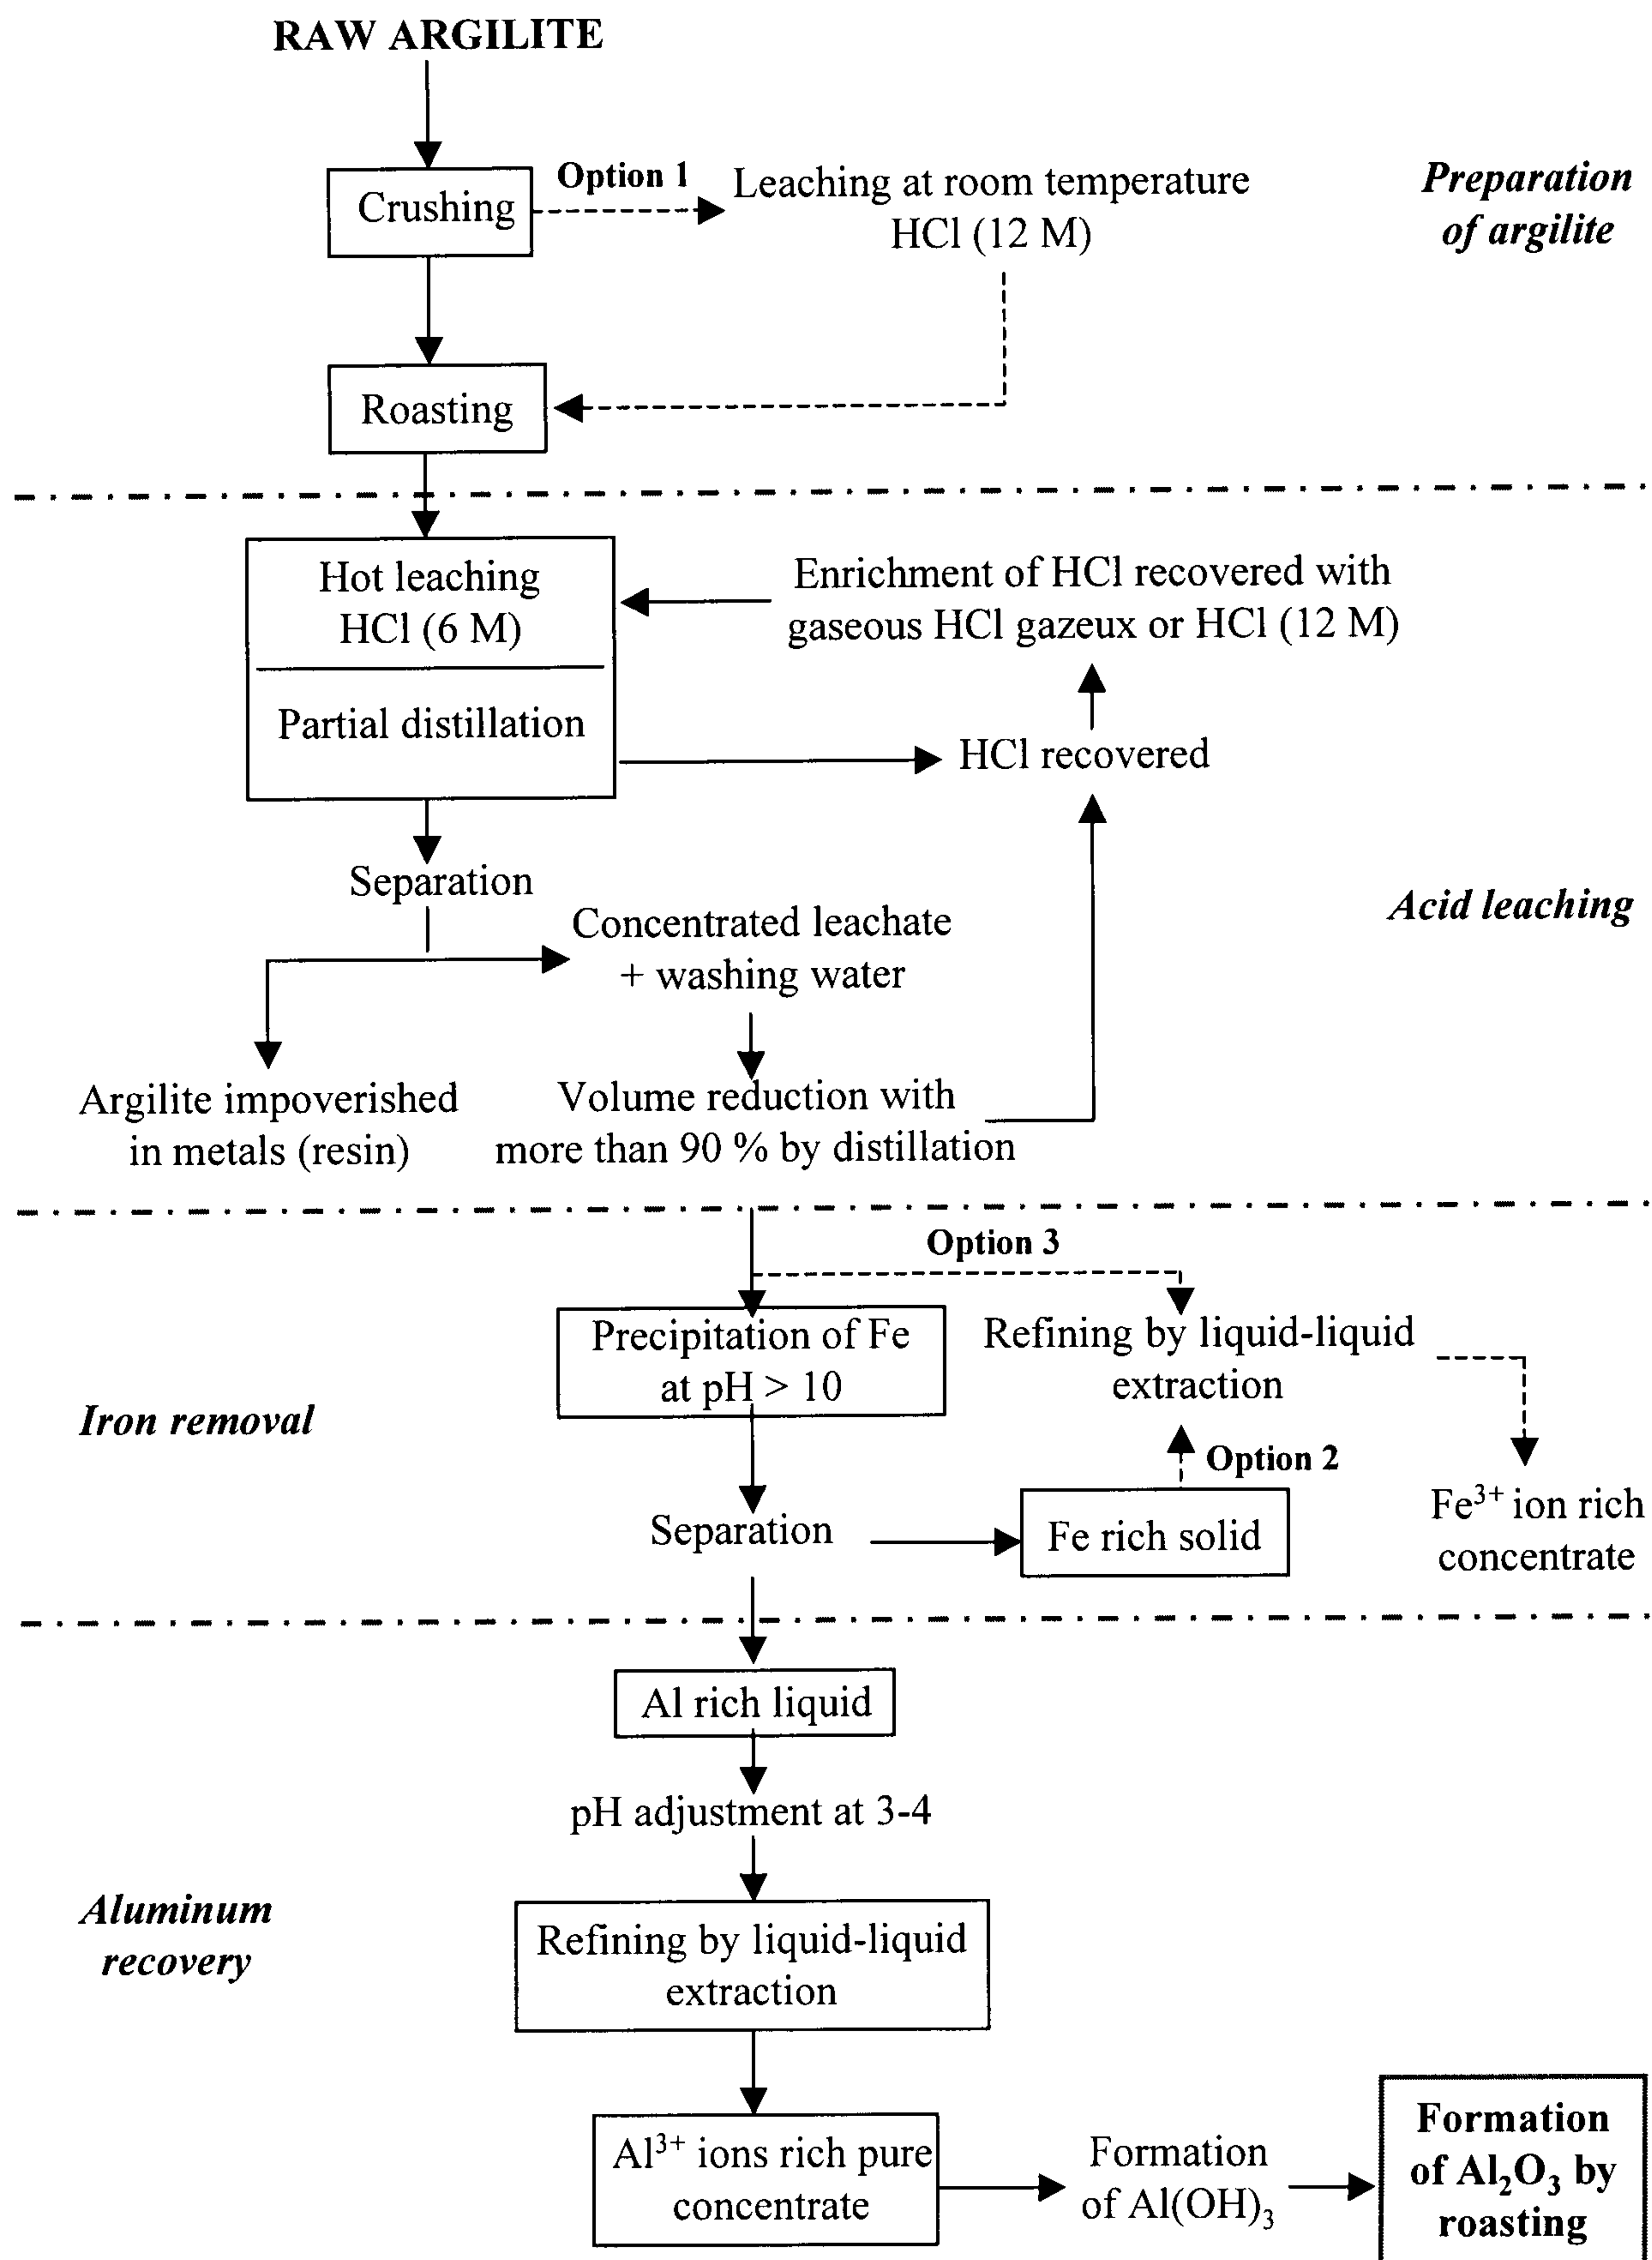 RAW ARGILITE
Crushing
Option 1
Leaching at room temperature
HCl (12 M)
Preparation
of argilite
Roasting
Hot leaching
HCl (6 M)
Partial distillation
Enrichment of HCl recovered with
gaseous HCl gazeux or HCl (12 M)
HCl recovered
Separation
Concentrated leachate
+ washing water
Acid leaching
Argilite impoverished
in metals (resin)
Volume reduction with
more than 90 % by distillation
Option 3
Precipitation of Fe
at pH > 10
Refining by liquid-liquid
extraction
Iron removal
Option 2
Separation
Fe rich solid
Fe³⁺ ion rich
concentrate
Al rich liquid
pH adjustment at 3-4
Aluminum
recovery
Refining by liquid-liquid
extraction
Al³⁺ ions rich pure
concentrate
Formation
of Al(OH)₃
Formation
of Al₂O₃ by
roasting